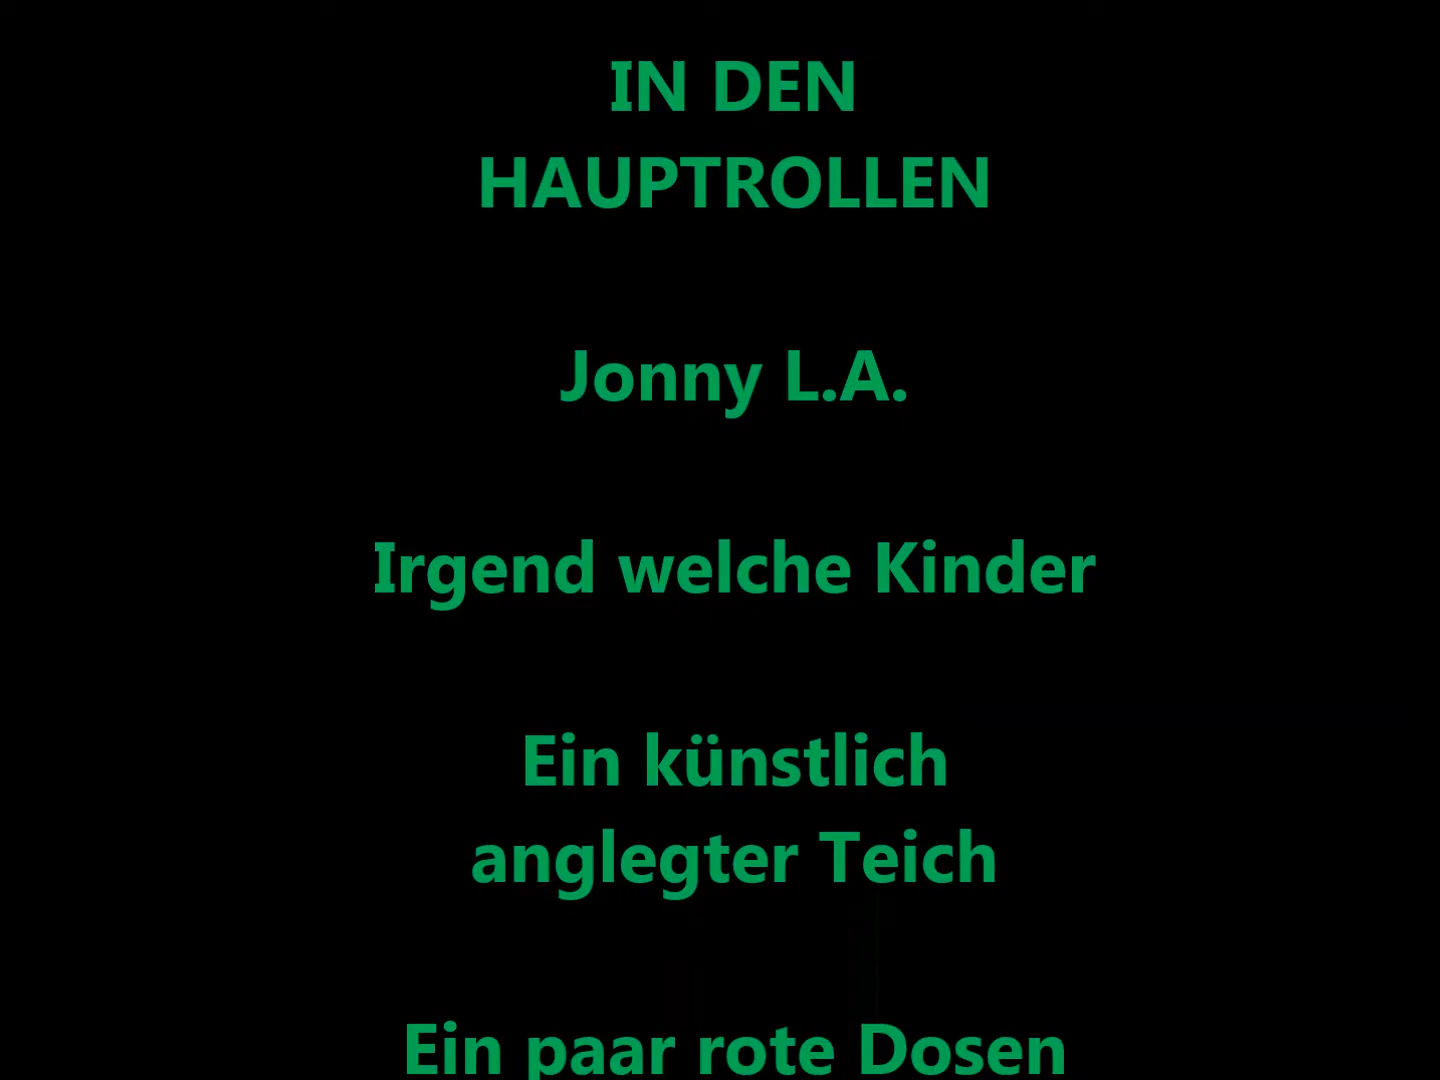 IN DEN
HAUPTROLLEN
Jonny L.A.
Irgend welche Kinder
Ein künstlich
anglegter Teich
Ein paar rote Dosen